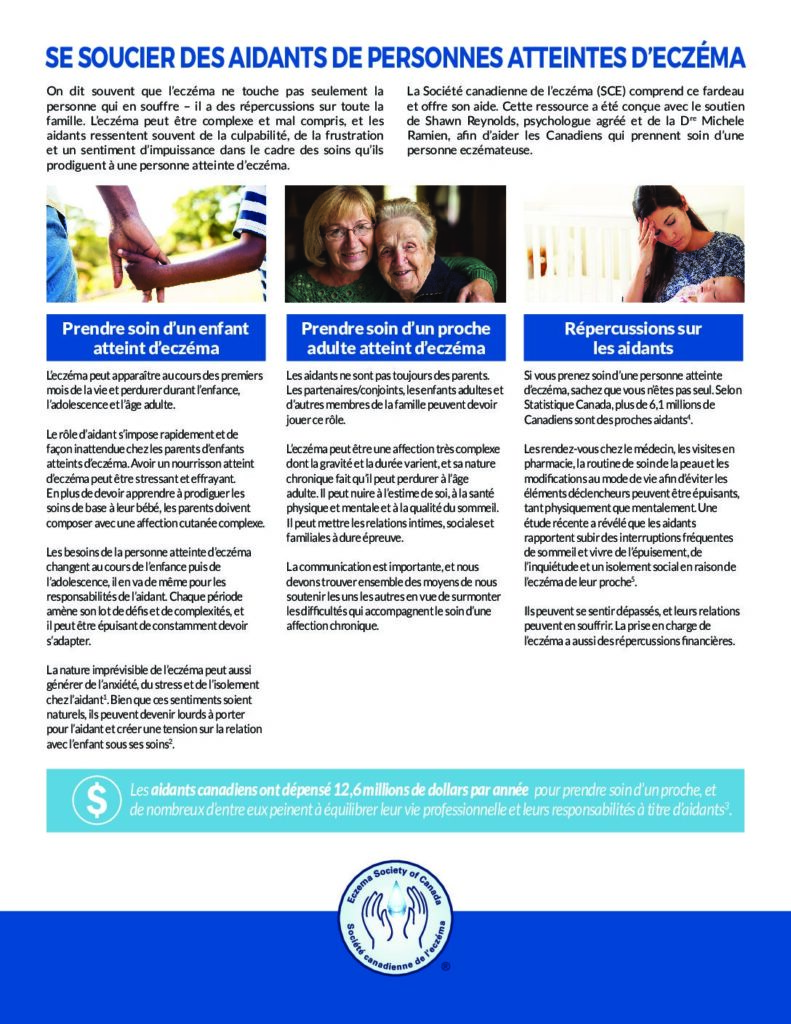 SE SOUCIER DES AIDANTS DE PERSONNES ATTEINTES D’ECZÉMA
On dit souvent que l’eczéma ne touche pas seulement la
personne qui en souffre – il a des répercussions sur toute la
famille. L’eczéma peut être complexe et mal compris, et les
aidants ressentent souvent de la culpabilité, de la frustration
et un sentiment d’impuissance dans le cadre des soins qu’ils
prodiguent à une personne atteinte d’eczéma.
La Société canadienne de l’eczéma (SCE) comprend ce fardeau
et offre son aide. Cette ressource a été conçue avec le soutien
de Shawn Reynolds, psychologue agréé et de la Dre Michele
Ramien, afin d’aider les Canadiens qui prennent soin d’une
personne eczémateuse.
Prendre soin d’un enfant
atteint d’eczéma
L’eczéma peut apparaître au cours des premiers
mois de la vie et perdurer durant l’enfance,
l’adolescence et l’âge adulte.
Le rôle d’aidant s’impose rapidement et de
façon inattendue chez les parents d’enfants
atteints d’eczéma. Avoir un nourrisson atteint
d’eczéma peut être stressant et effrayant.
En plus de devoir apprendre à prodiguer les
soins de base à leur bébé, les parents doivent
composer avec une affection cutanée complexe.
Les besoins de la personne atteinte d’eczéma
changent au cours de l’enfance puis de
l’adolescence, il en va de même pour les
responsabilités de l’aidant. Chaque période
amène son lot de défis et de complexités, et
il peut être épuisant de constamment devoir
s’adapter.
La nature imprévisible de l’eczéma peut aussi
générer de l’anxiété, du stress et de l’isolement
chez l’aidant¹. Bien que ces sentiments soient
naturels, ils peuvent devenir lourds à porter
pour l’aidant et créer une tension sur la relation
avec l’enfant sous ses soins².
Prendre soin d’un proche
adulte atteint d’eczéma
Les aidants ne sont pas toujours des parents.
Les partenaires/conjoints, les enfants adultes et
d’autres membres de la famille peuvent devoir
jouer ce rôle.
L’eczéma peut être une affection très complexe
dont la gravité et la durée varient, et sa nature
chronique fait qu’il peut perdurer à l’âge
adulte. Il peut nuire à l’estime de soi, à la santé
physique et mentale et à la qualité du sommeil.
Il peut mettre les relations intimes, sociales et
familiales à dure épreuve.
La communication est importante, et nous
devons trouver ensemble des moyens de nous
soutenir les uns les autres en vue de surmonter
les difficultés qui accompagnent le soin d’une
affection chronique.
Répercussions sur
les aidants
Si vous prenez soin d’une personne atteinte
d’eczéma, sachez que vous n’êtes pas seul. Selon
Statistique Canada, plus de 6,1 millions de
Canadiens sont des proches aidants⁴.
Les rendez-vous chez le médecin, les visites en
pharmacie, la routine de soin de la peau et les
modifications au mode de vie afin d’éviter les
éléments déclencheurs peuvent être épuisants,
tant physiquement que mentalement. Une
étude récente a révélé que les aidants
rapportent subir des interruptions fréquentes
de sommeil et vivre de l’épuisement, de
l’inquiétude et un isolement social en raison de
l’eczéma de leur proche⁵.
Ils peuvent se sentir dépassés, et leurs relations
peuvent en souffrir. La prise en charge de
l’eczéma a aussi des répercussions financières.
$
Les aidants canadiens ont dépensé 12,6 millions de dollars par année pour prendre soin d’un proche, et
de nombreux d’entre eux peinent à équilibrer leur vie professionnelle et leurs responsabilités à titre d’aidants³.
Eczema Society of Canada
Société canadienne de l’eczéma
®